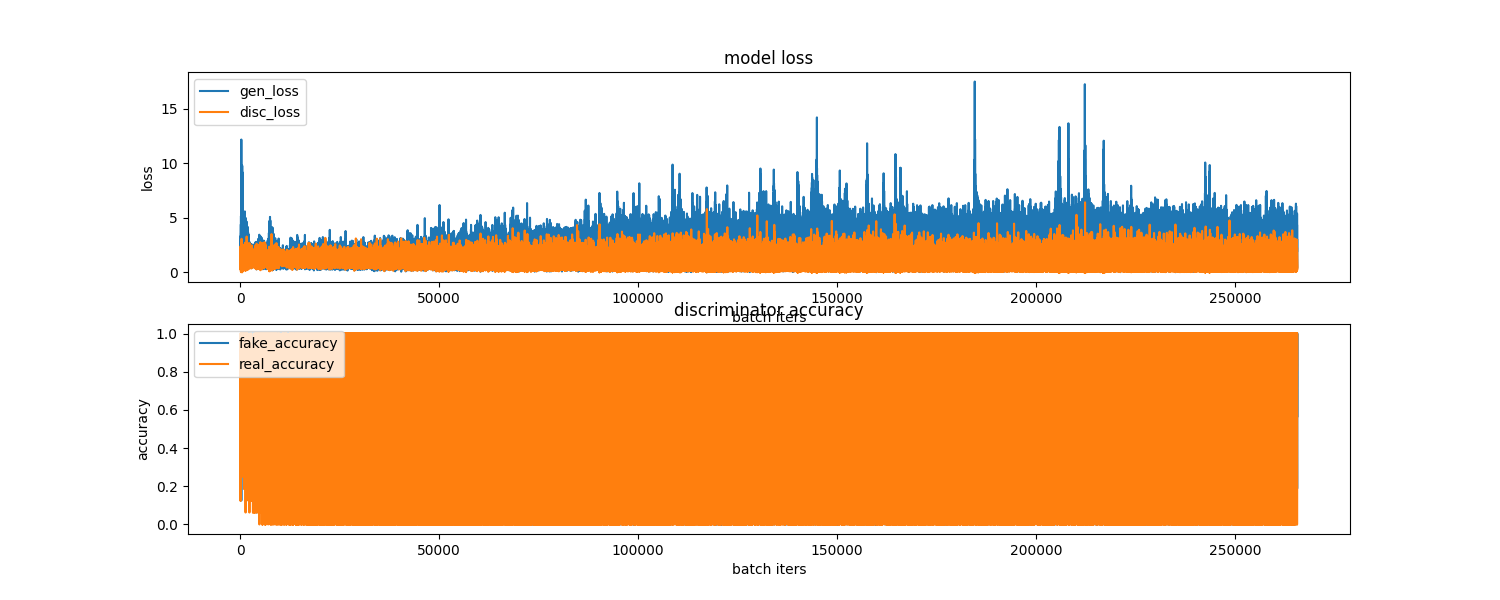 model loss
gen_loss
disc_loss
loss
15
10
5
0
0
50000
100000
150000
200000
250000
batch iters
discriminator accuracy
fake_accuracy
real_accuracy
accuracy
1.0
0.8
0.6
0.4
0.2
0.0
0
50000
100000
150000
200000
250000
batch iters